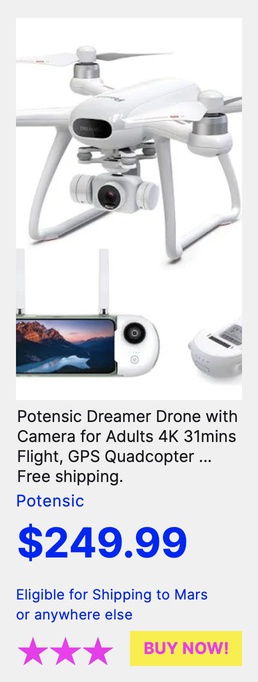 Potensic Dreamer Drone with
Camera for Adults 4K 31mins
Flight, GPS Quadcopter ...
Free shipping.
Potensic
$249.99
Eligible for Shipping to Mars
or anywhere else
BUY NOW!